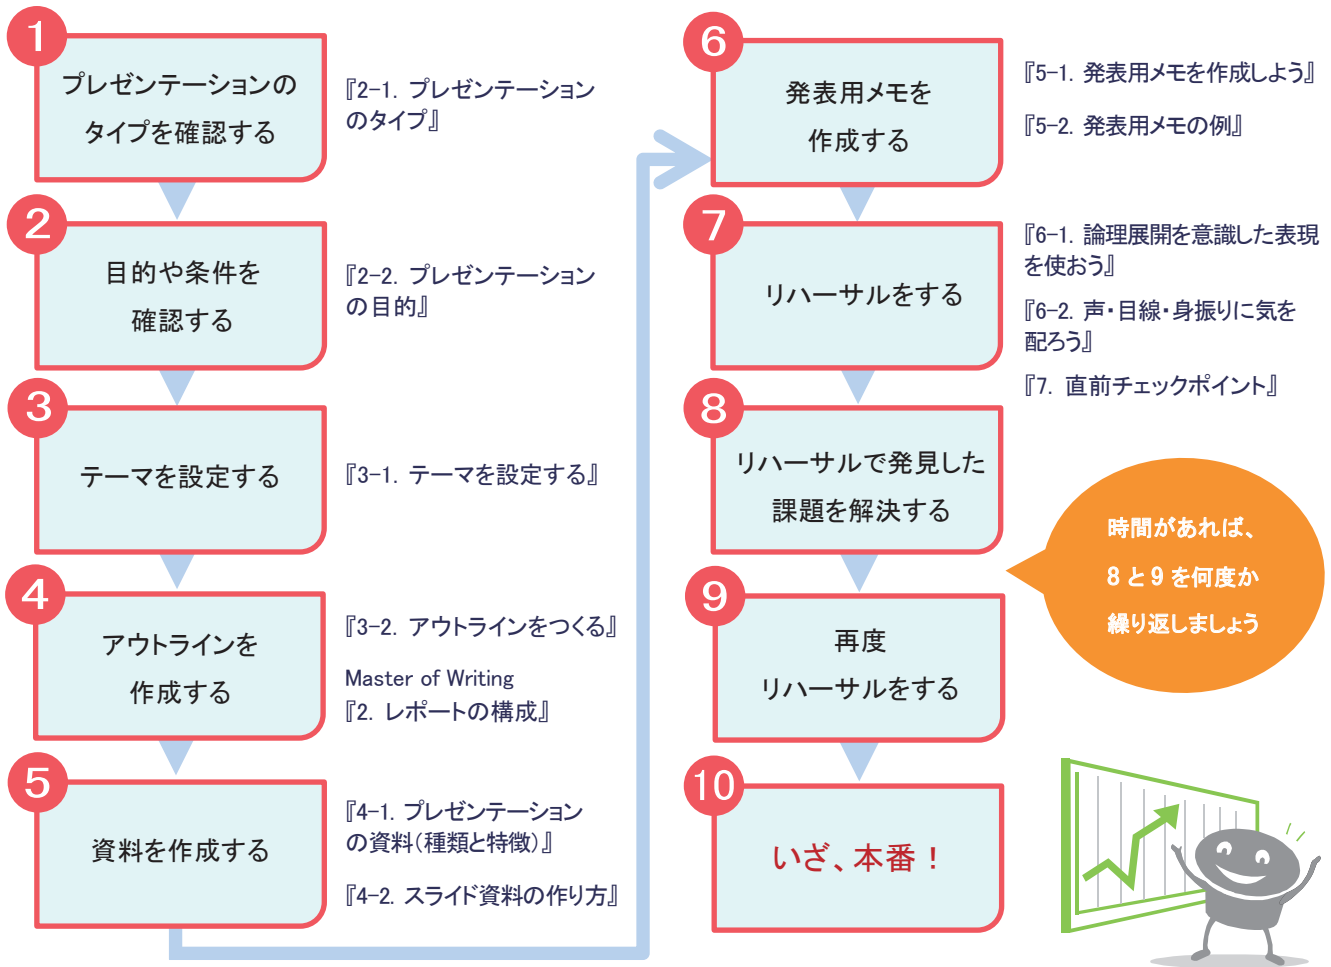 1
プレゼンテーションの
タイプを確認する
『2-1. プレゼンテーション
のタイプ』
2
目的や条件を
確認する
『2-2. プレゼンテーション
の目的』
3
テーマを設定する
『3-1. テーマを設定する』
4
アウトラインを
作成する
『3-2. アウトラインをつくる』
Master of Writing
『2. レポートの構成』
5
資料を作成する
『4-1. プレゼンテーション
の資料(種類と特徴)』
『4-2. スライド資料の作り方』
6
発表用メモを
作成する
『5-1. 発表用メモを作成しよう』
『5-2. 発表用メモの例』
7
リハーサルをする
『6-1. 論理展開を意識した表現
を使おう』
『6-2. 声・目線・身振りに気を
配ろう』
『7. 直前チェックポイント』
8
リハーサルで発見した
課題を解決する
時間があれば、
8と9を何度か
繰り返しましょう
9
再度
リハーサルをする
10
いざ、本番！